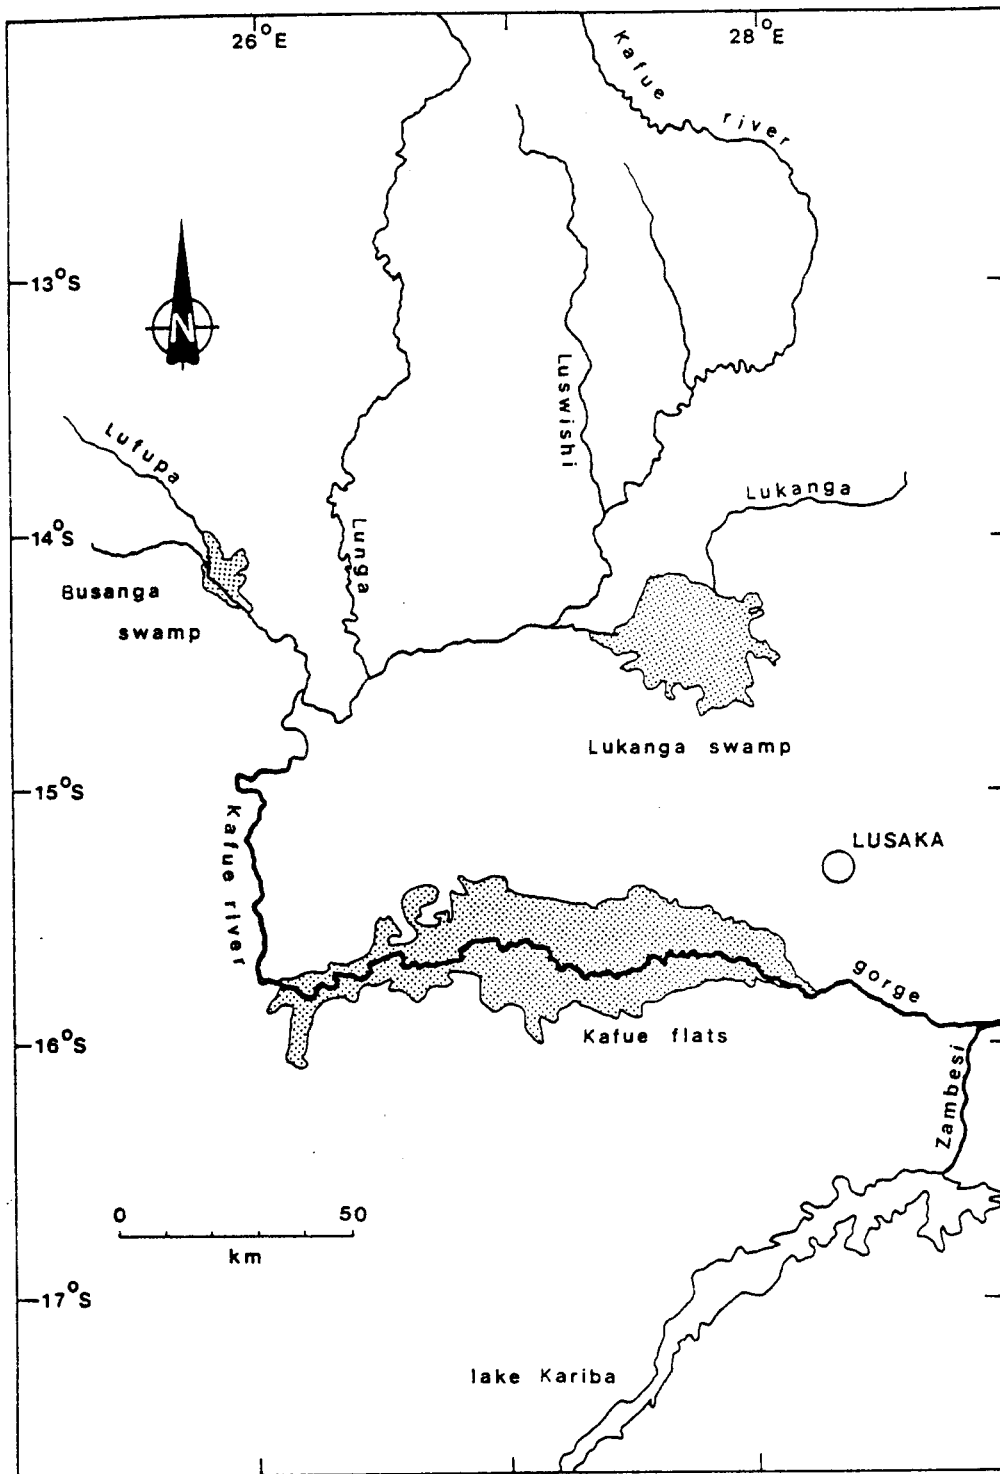 26°E
28°E
Kafue
river
N
13°S
Luswishi
Lufupa
Lukanga
14°S
Lunga
Busanga
swamp
Lukanga swamp
15°S
Kafue river
LUSAKA
gorge
Kafue flats
16°S
Zambesi
0 50
km
17°S
lake Kariba